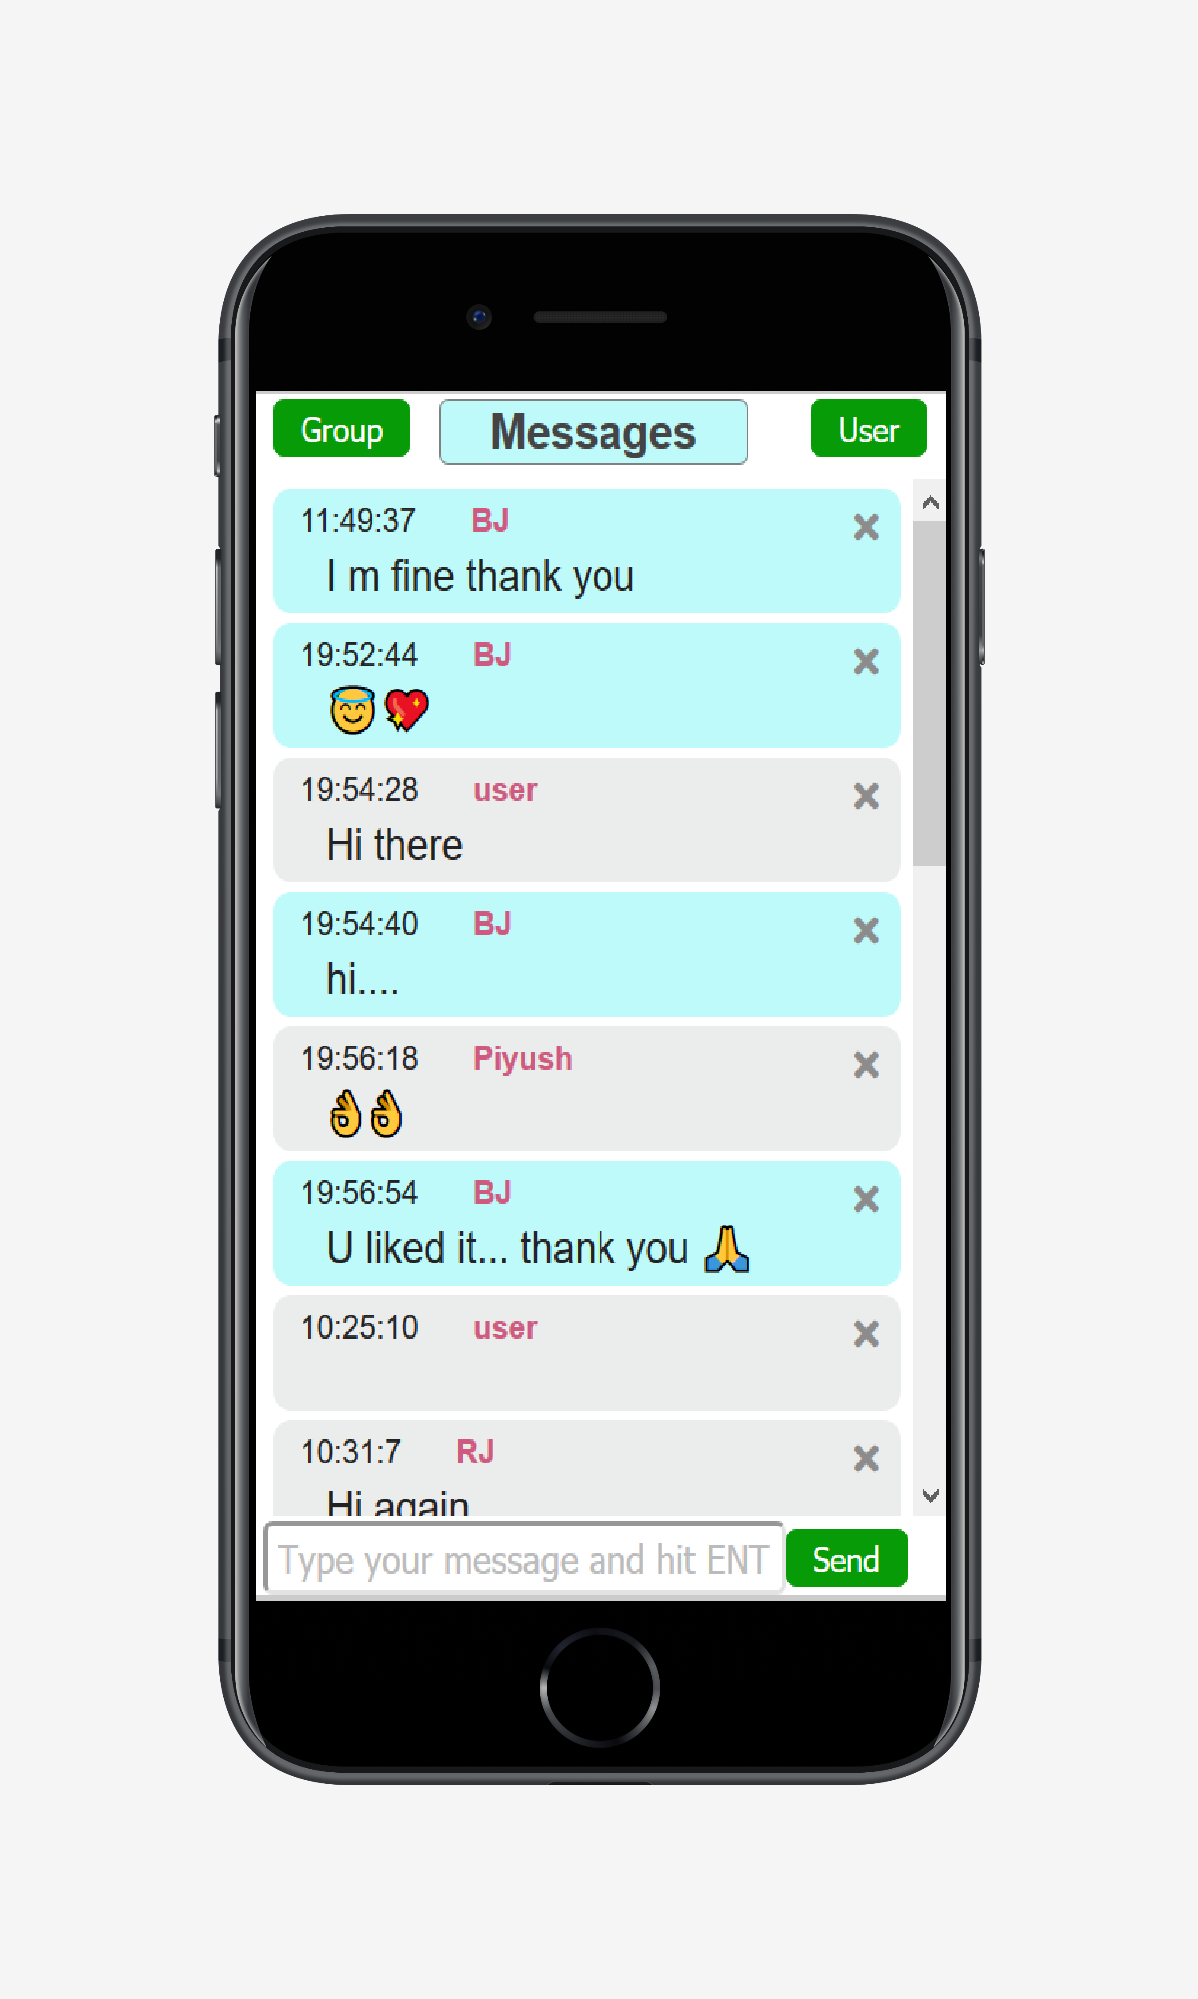 Group Messages User
11:49:37 BJ
I m fine thank you
19:52:44 BJ
😇💖
19:54:28 user
Hi there
19:54:40 BJ
hi....
19:56:18 Piyush
👌👌
19:56:54 BJ
U liked it... thank you 🙏
10:25:10 user
10:31:7 RJ
Hi again
Type your message and hit ENT Send